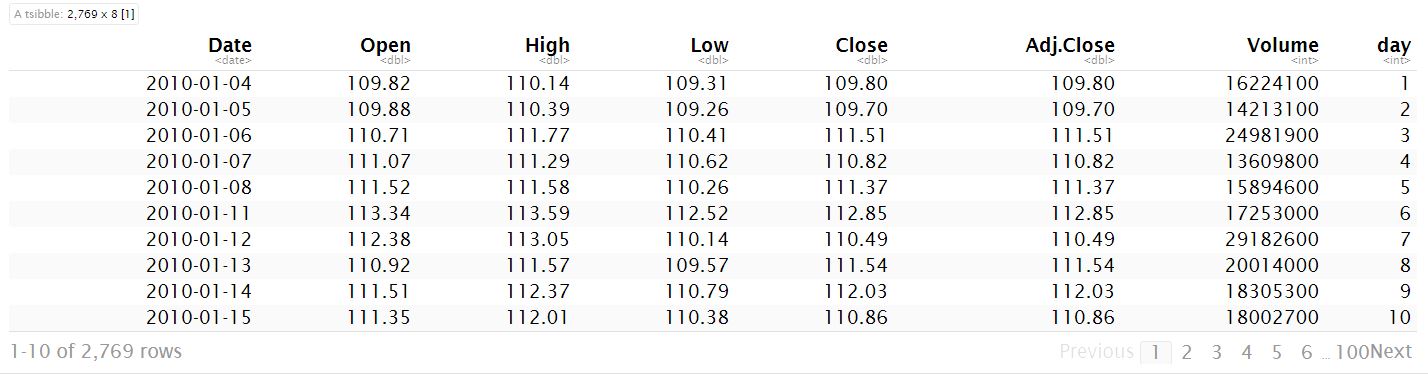 A tsibble: 2,769 x 8 [1]
Date Open High Low Close Adj.Close Volume day
<date> <dbl> <dbl> <dbl> <dbl> <dbl> <int> <int>
2010-01-04 109.82 110.14 109.31 109.80 109.80 16224100 1
2010-01-05 109.88 110.39 109.26 109.70 109.70 14213100 2
2010-01-06 110.71 111.77 110.41 111.51 111.51 24981900 3
2010-01-07 111.07 111.29 110.62 110.82 110.82 13609800 4
2010-01-08 111.52 111.58 110.26 111.37 111.37 15894600 5
2010-01-11 113.34 113.59 112.52 112.85 112.85 17253000 6
2010-01-12 112.38 113.05 110.14 110.49 110.49 29182600 7
2010-01-13 110.92 111.57 109.57 111.54 111.54 20014000 8
2010-01-14 111.51 112.37 110.79 112.03 112.03 18305300 9
2010-01-15 111.35 112.01 110.38 110.86 110.86 18002700 10
1-10 of 2,769 rows Previous 1 2 3 4 5 6 ... 100 Next